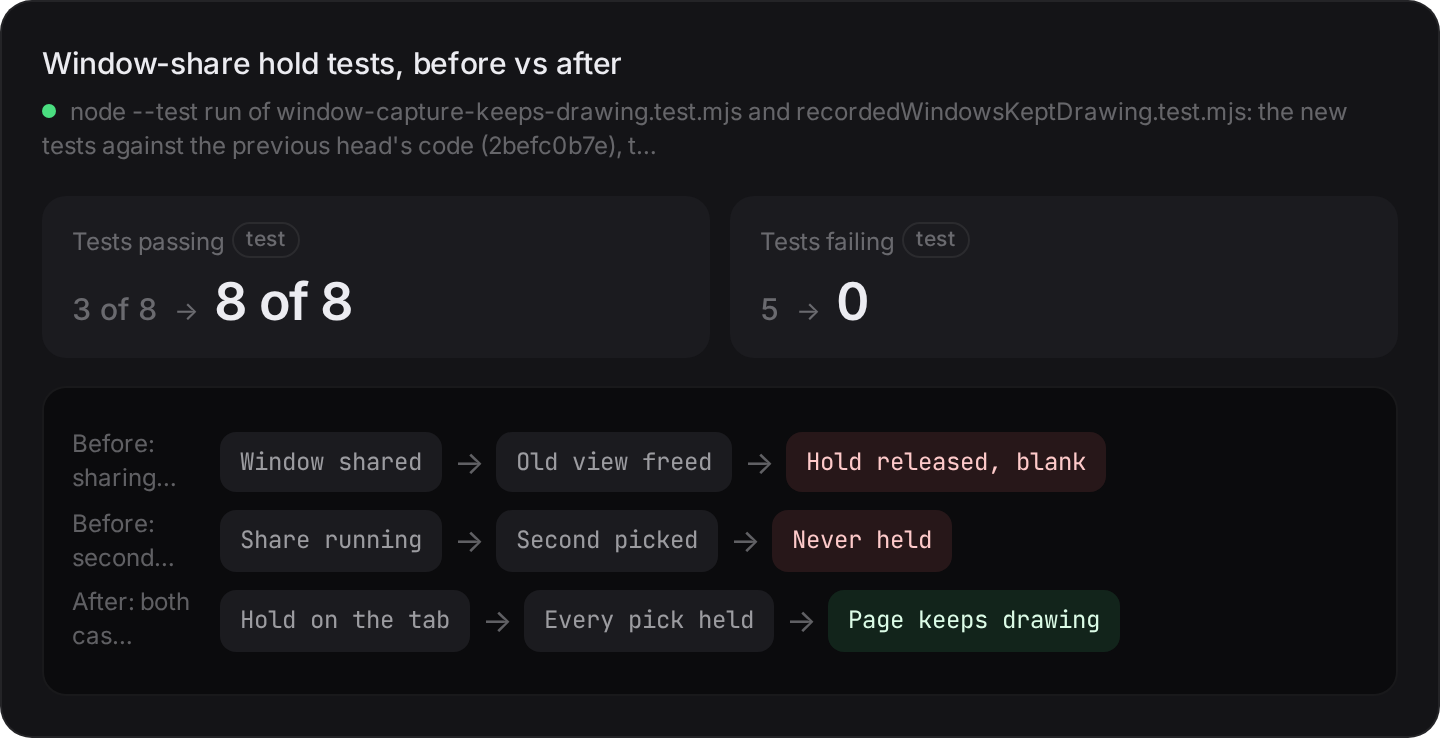 Window-share hold tests, before vs after
node --test run of window-capture-keeps-drawing.test.mjs and recordedWindowsKeptDrawing.test.mjs: the new
tests against the previous head's code (2befc0b7e), t...
Tests passing test
3 of 8 → 8 of 8
Tests failing test
5 → 0
Before:
sharing...
Window shared → Old view freed → Hold released, blank
Before:
second...
Share running → Second picked → Never held
After: both
cas...
Hold on the tab → Every pick held → Page keeps drawing